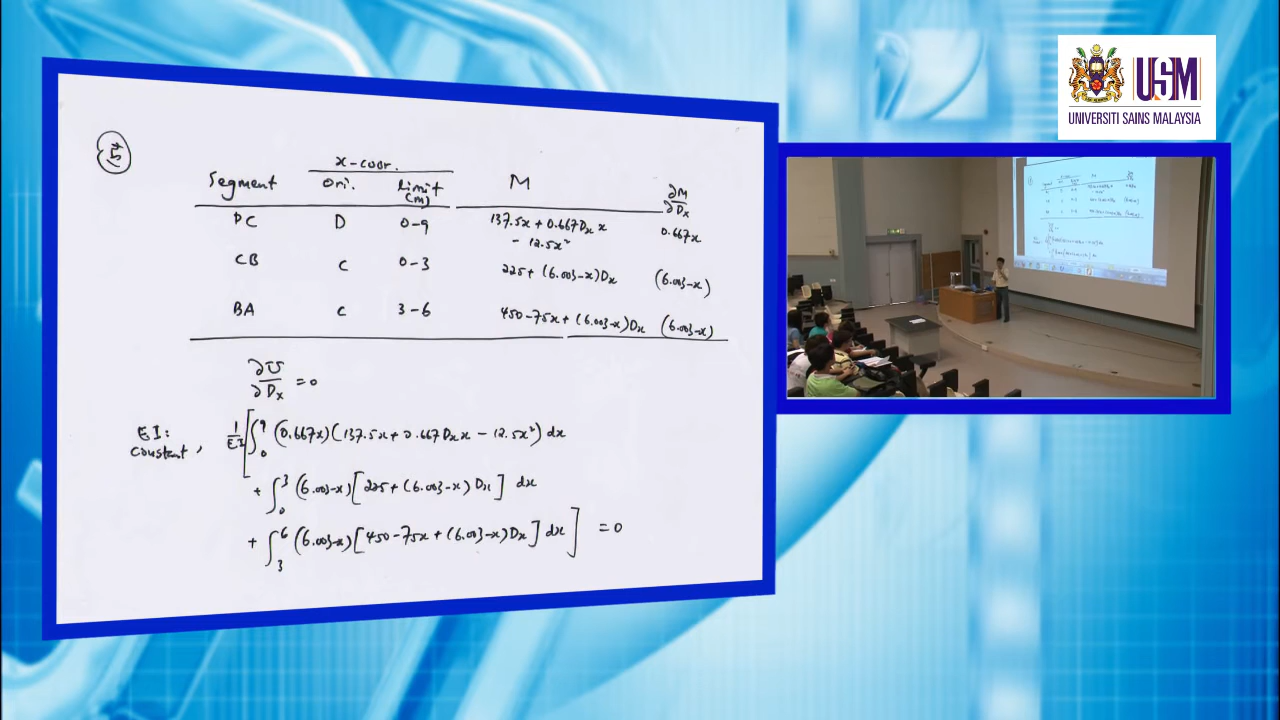 5
x-coor.
Segment ori. limit (m) M ∂M/∂Dx
DC D 0-9 137.5x + 0.667Dx x - 12.5x² 0.667x
CB C 0-3 225 + (6.003-x)Dx (6.003-x)
BA C 3-6 450-75x + (6.003-x)Dx (6.003-x)
∂U/∂Dx = 0
EI: constant, 1/EI [∫₀⁹ (0.667x)(137.5x + 0.667Dx x - 12.5x²) dx
+ ∫₀³ (6.003-x)[225 + (6.003-x) Dx] dx
+ ∫₃⁶ (6.003-x)[450-75x + (6.003-x)Dx] dx] = 0
USM
UNIVERSITI SAINS MALAYSIA